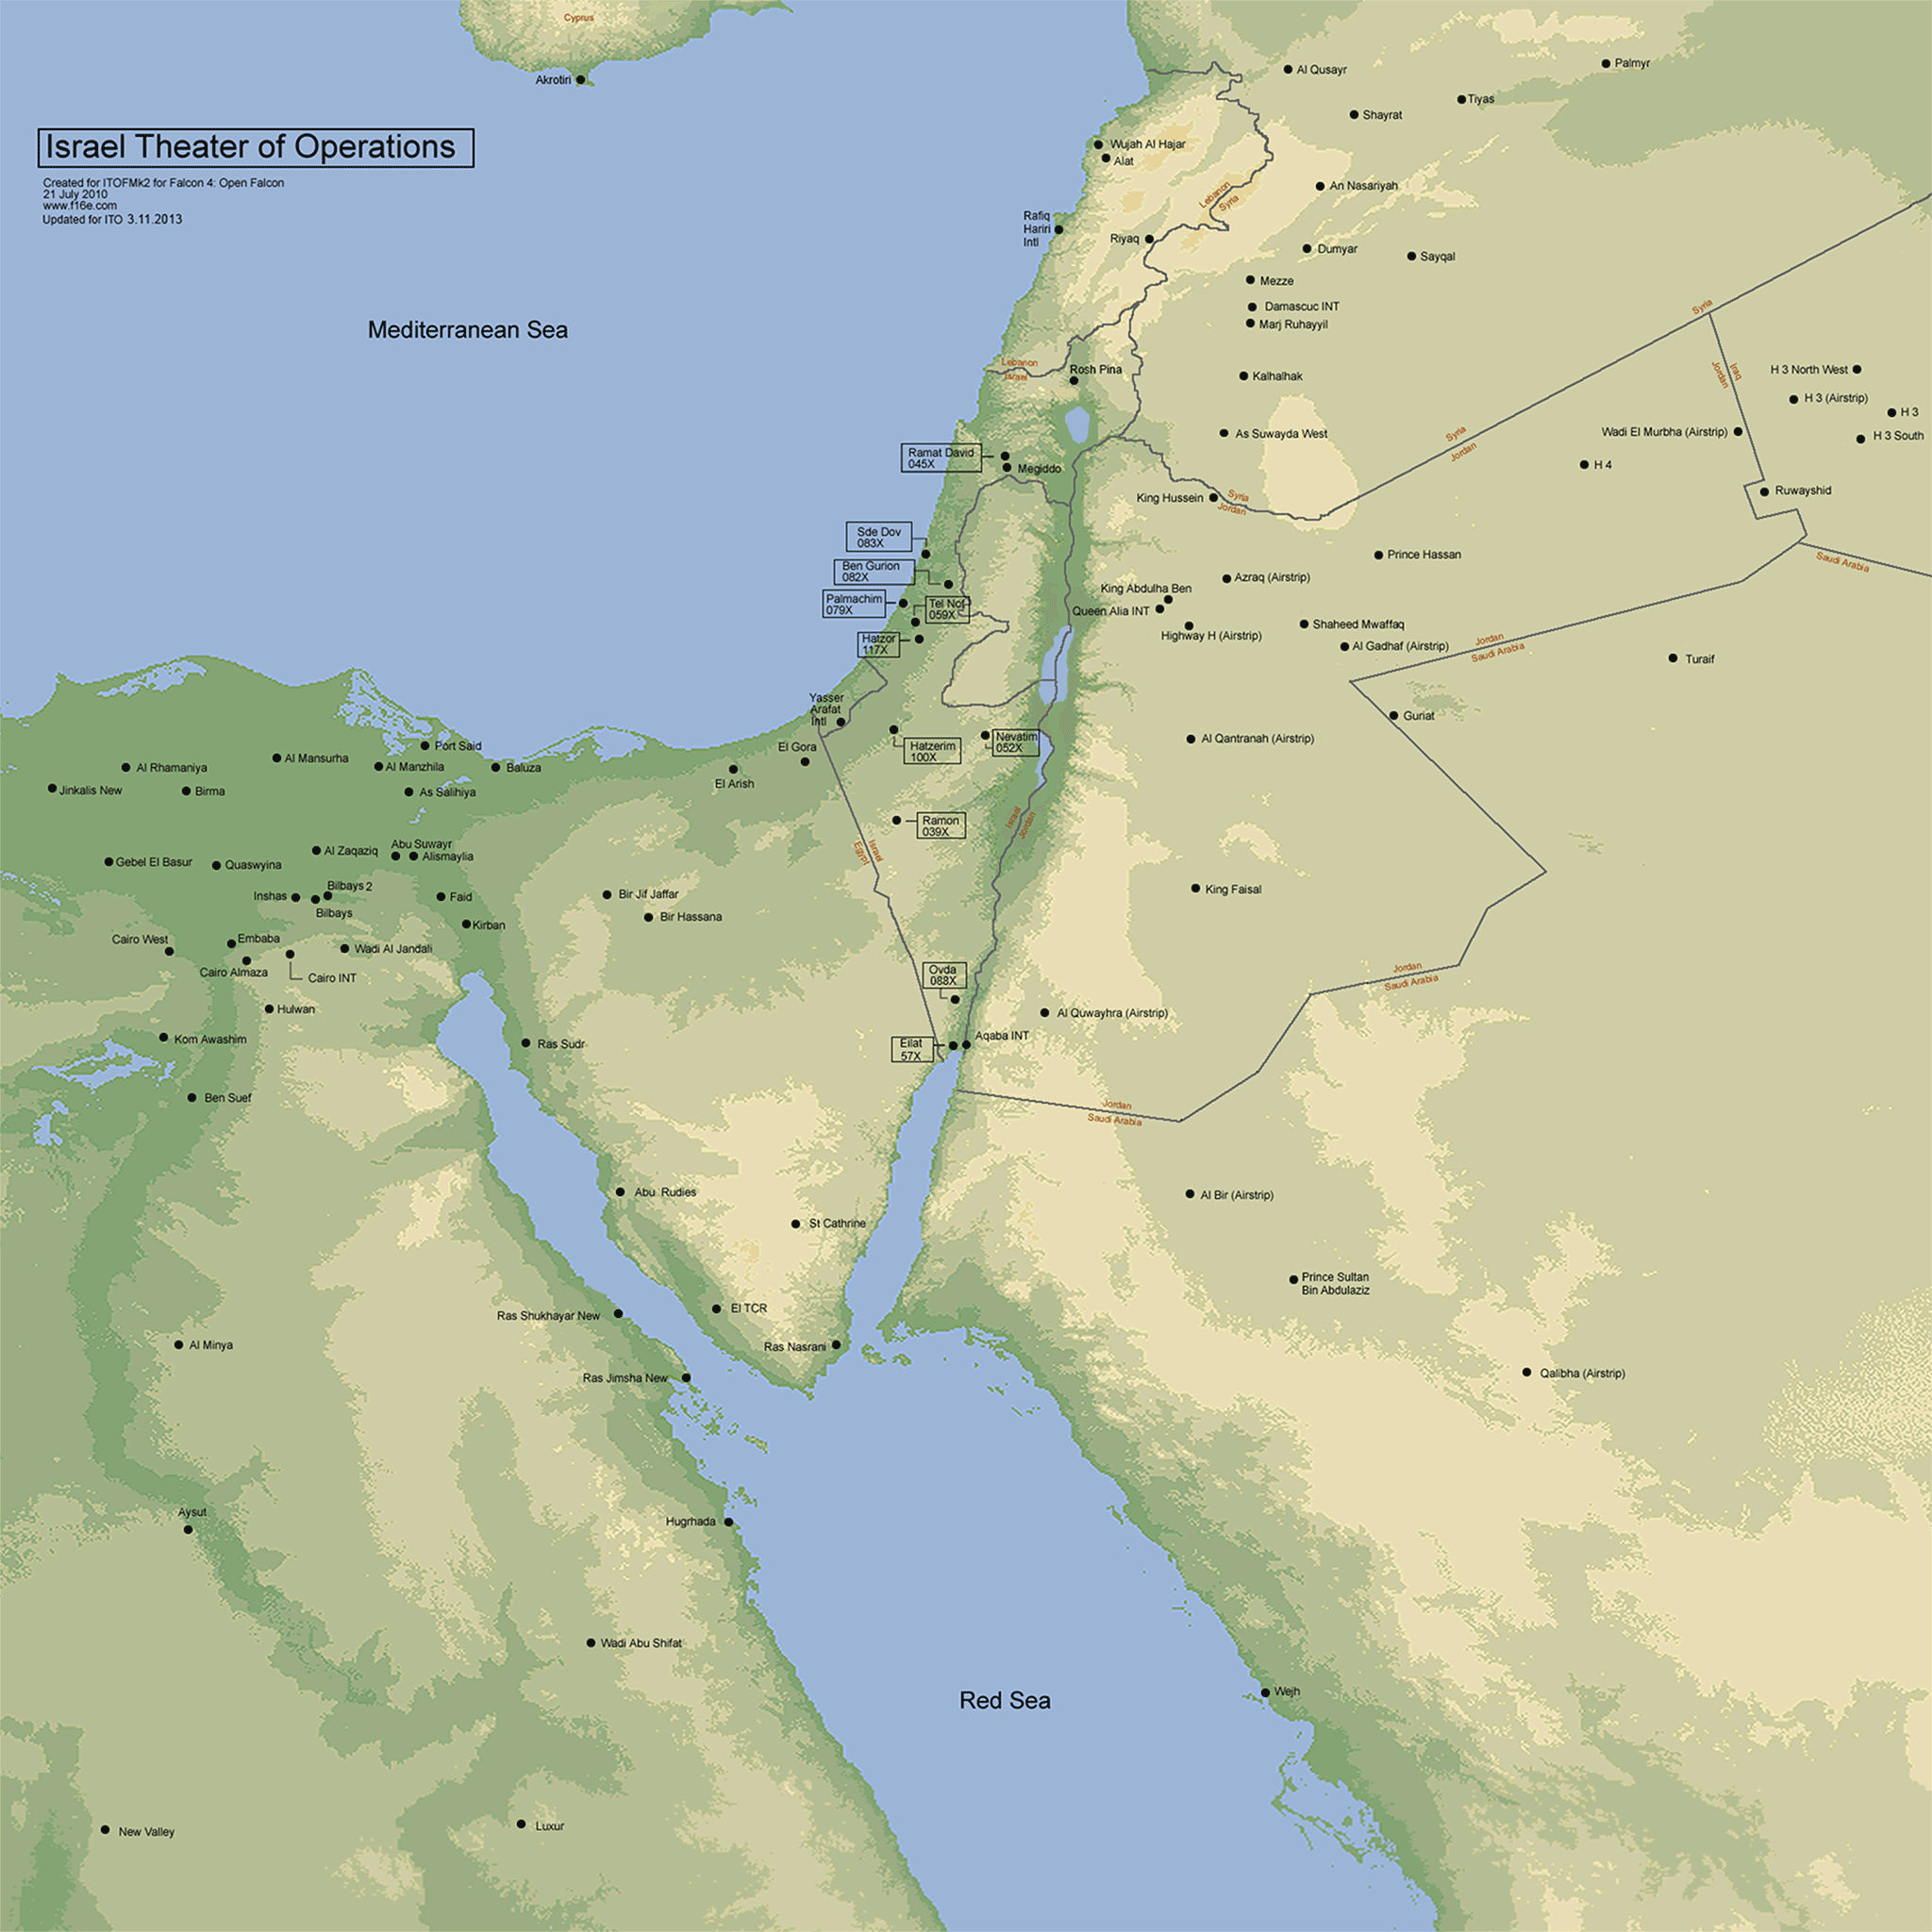 Cyprus
Akrotiri
Al Qusayr
Palmyr
Tiyas
Shayrat
Israel Theater of Operations
Created for ITOFMk2 for Falcon 4: Open Falcon
21 July 2010
www.f16e.com
Updated for ITO 3.11.2013
Wujah Al Hajar
Alat
An Nasariyah
Lebanon
Syria
Rafiq
Hariri
Intl
Riyaq
Dumyar
Sayqal
Mezze
Damascuc INT
Marj Ruhayyil
Mediterranean Sea
Syria
Lebanon
Israel
Rosh Pina
Kalhalhak
Iraq
Jordan
H 3 North West
H 3 (Airstrip)
H 3
H 3 South
As Suwayda West
Syria
Jordan
Wadi El Murbha (Airstrip)
Ramat David
045X
Megiddo
H 4
Ruwayshid
King Hussein
Syria
Jordan
Sde Dov
083X
Prince Hassan
Saudi Arabia
Ben Gurion
082X
Azraq (Airstrip)
King Abdulha Ben
Palmachim
079X
Tel Nof
059X
Queen Alia INT
Highway H (Airstrip)
Shaheed Mwaffaq
Hatzor
117X
Al Gadhaf (Airstrip)
Jordan
Saudi Arabia
Turaif
Yasser
Arafat
Intl
Guriat
Hatzerim
100X
Nevatim
052X
Al Qantranah (Airstrip)
Port Said
El Gora
Al Mansurha
Al Rhamaniya
Al Manzhila
Baluza
El Arish
Jinkalis New
Birma
As Salihiya
Ramon
039X
Israel
Jordan
Israel
Egypt
Abu Suwayr
Al Zaqaziq
Alismaylia
Gebel El Basur
Quaswyina
King Faisal
Bilbays 2
Inshas
Bilbays
Faid
Bir Jif Jaffar
Bir Hassana
Kirban
Cairo West
Embaba
Wadi Al Jandali
Cairo Almaza
Cairo INT
Ovda
088X
Jordan
Saudi Arabia
Hulwan
Al Quwayhra (Airstrip)
Kom Awashim
Ras Sudr
Eilat
57X
Aqaba INT
Ben Suef
Jordan
Saudi Arabia
Abu Rudies
Al Bir (Airstrip)
St Cathrine
Prince Sultan
Bin Abdulaziz
El TCR
Ras Shukhayar New
Al Minya
Ras Nasrani
Ras Jimsha New
Qalibha (Airstrip)
Aysut
Hugrhada
Wadi Abu Shifat
Wejh
Red Sea
New Valley
Luxur